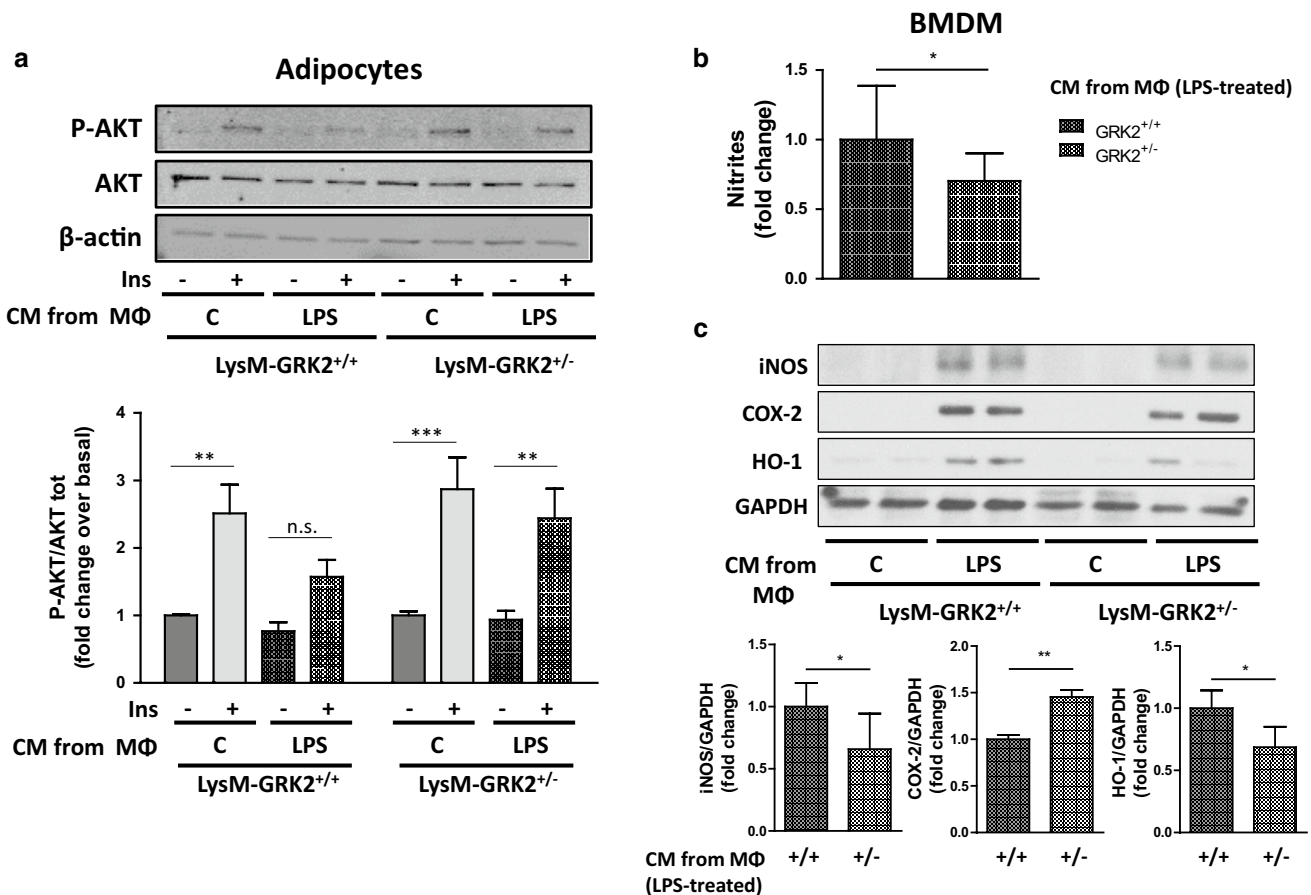 a
Adipocytes
P-AKT
AKT
β-actin
Ins - + - + - + - +
CM from MΦ C LPS C LPS
LysM-GRK2+/+ LysM-GRK2+/-
P-AKT/AKT tot
(fold change over basal)
4
3
2
1
0
** n.s. *** **
Ins - + - + - + - +
CM from MΦ C LPS C LPS
LysM-GRK2+/+ LysM-GRK2+/-
BMDM
b
Nitrites
(fold change)
1.5
1.0
0.5
0.0
*
CM from MΦ (LPS-treated)
GRK2+/+
GRK2+/-
c
iNOS
COX-2
HO-1
GAPDH
CM from MΦ C LPS C LPS
LysM-GRK2+/+ LysM-GRK2+/-
iNOS/GAPDH
(fold change)
1.5
1.0
0.5
0.0
*
COX-2/GAPDH
(fold change)
2.0
1.5
1.0
0.5
0.0
**
HO-1/GAPDH
(fold change)
1.5
1.0
0.5
0.0
*
CM from MΦ +/+ +/- +/+ +/- +/+ +/-
(LPS-treated)